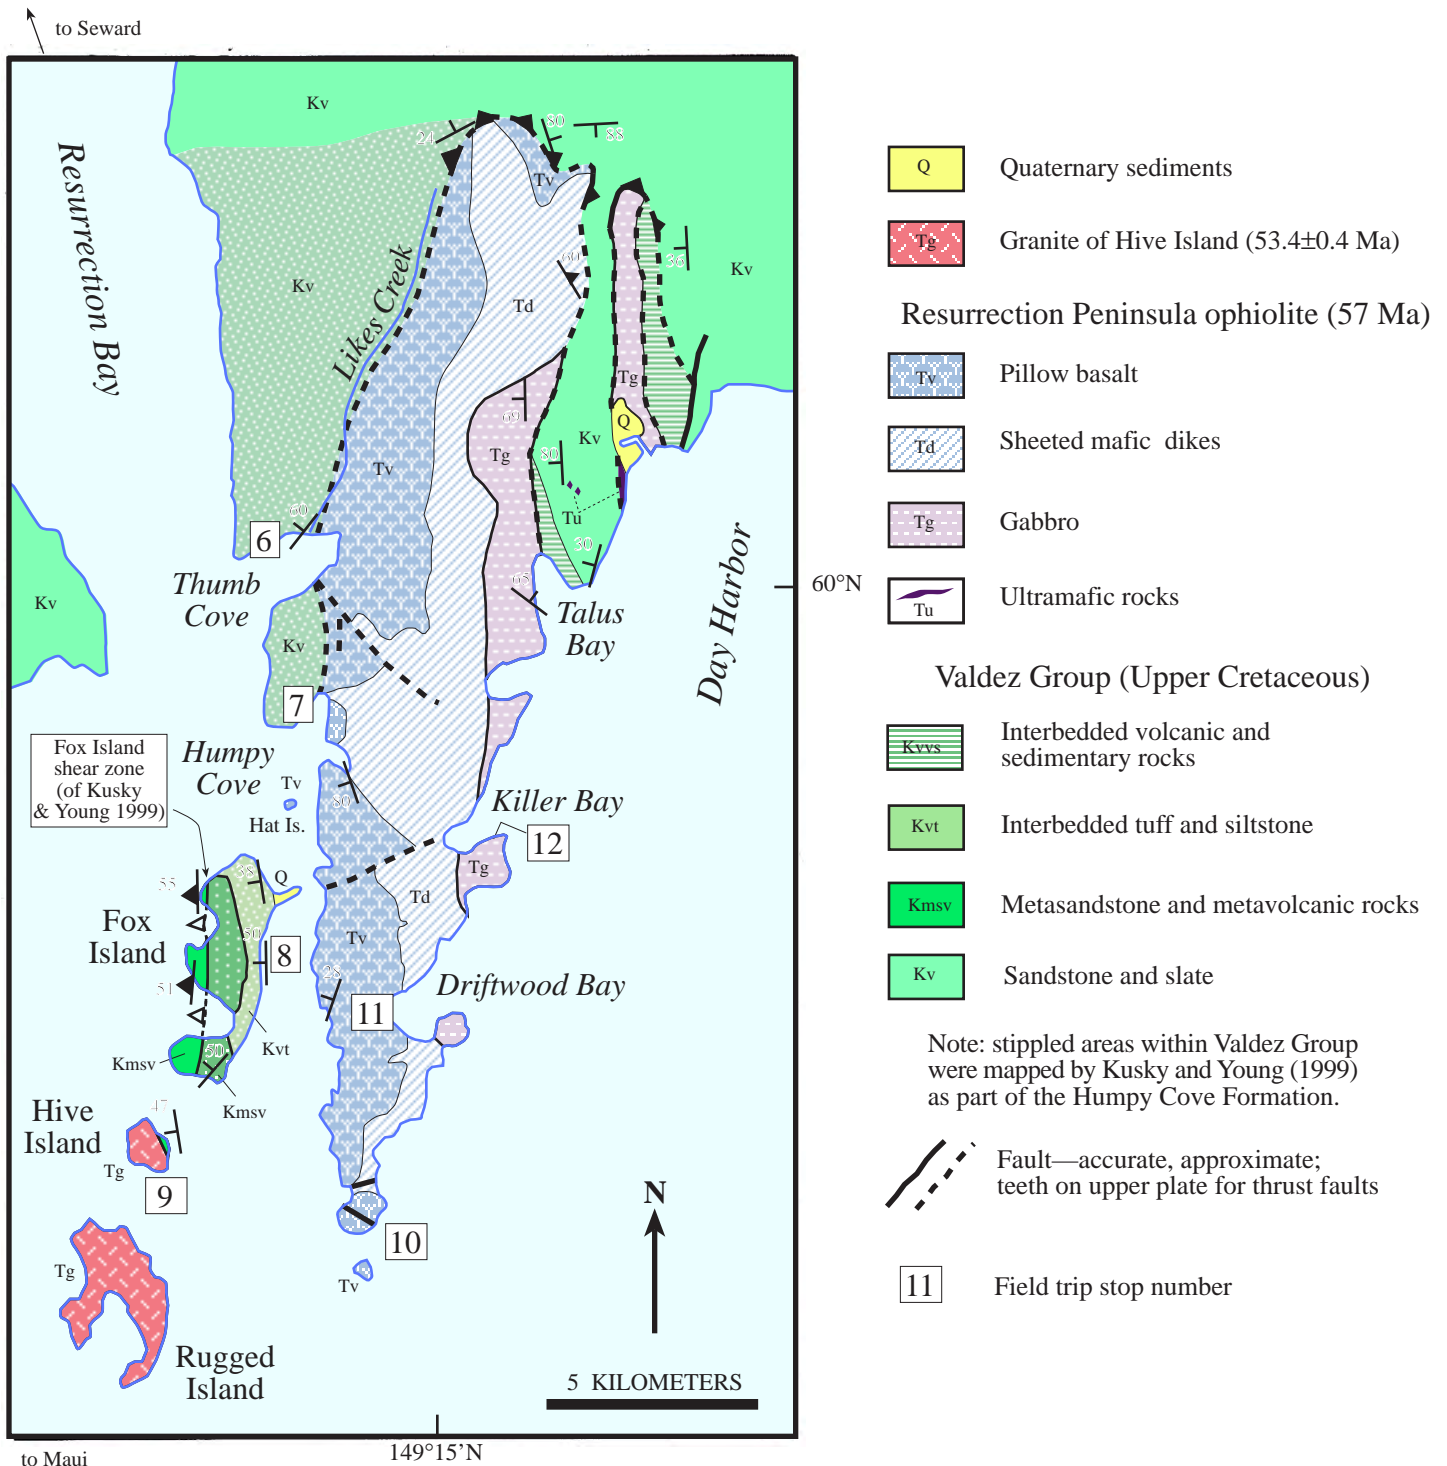 to Seward
Kv
24
80
88
Resurrection Bay
Tv
Kv
60
36
Kv
Td
Likes Creek
Tg
69
Q
Tv
Tg
80
Kv
60
6
Tu
30
Thumb
Cove
Kv
65
Talus
Bay
Day Harbor
60°N
Kv
7
Fox Island
shear zone
(of Kusky
& Young 1999)
Humpy
Cove
Tv
80
Hat Is.
Killer Bay
12
Tg
38
Q
55
Td
Fox
Island
50
8
Tv
51
28
11
Driftwood Bay
Kmsv
50
Kvt
Kmsv
Hive
Island
47
Tg
9
N
10
Tv
Tg
Rugged
Island
5 KILOMETERS
149°15’N
to Maui
Q
Quaternary sediments
Tg
Granite of Hive Island (53.4±0.4 Ma)
Resurrection Peninsula ophiolite (57 Ma)
Tv
Pillow basalt
Td
Sheeted mafic dikes
Tg
Gabbro
Tu
Ultramafic rocks
Valdez Group (Upper Cretaceous)
Kvvs
Interbedded volcanic and
sedimentary rocks
Kvt
Interbedded tuff and siltstone
Kmsv
Metasandstone and metavolcanic rocks
Kv
Sandstone and slate
Note: stippled areas within Valdez Group
were mapped by Kusky and Young (1999)
as part of the Humpy Cove Formation.
Fault—accurate, approximate;
teeth on upper plate for thrust faults
11
Field trip stop number